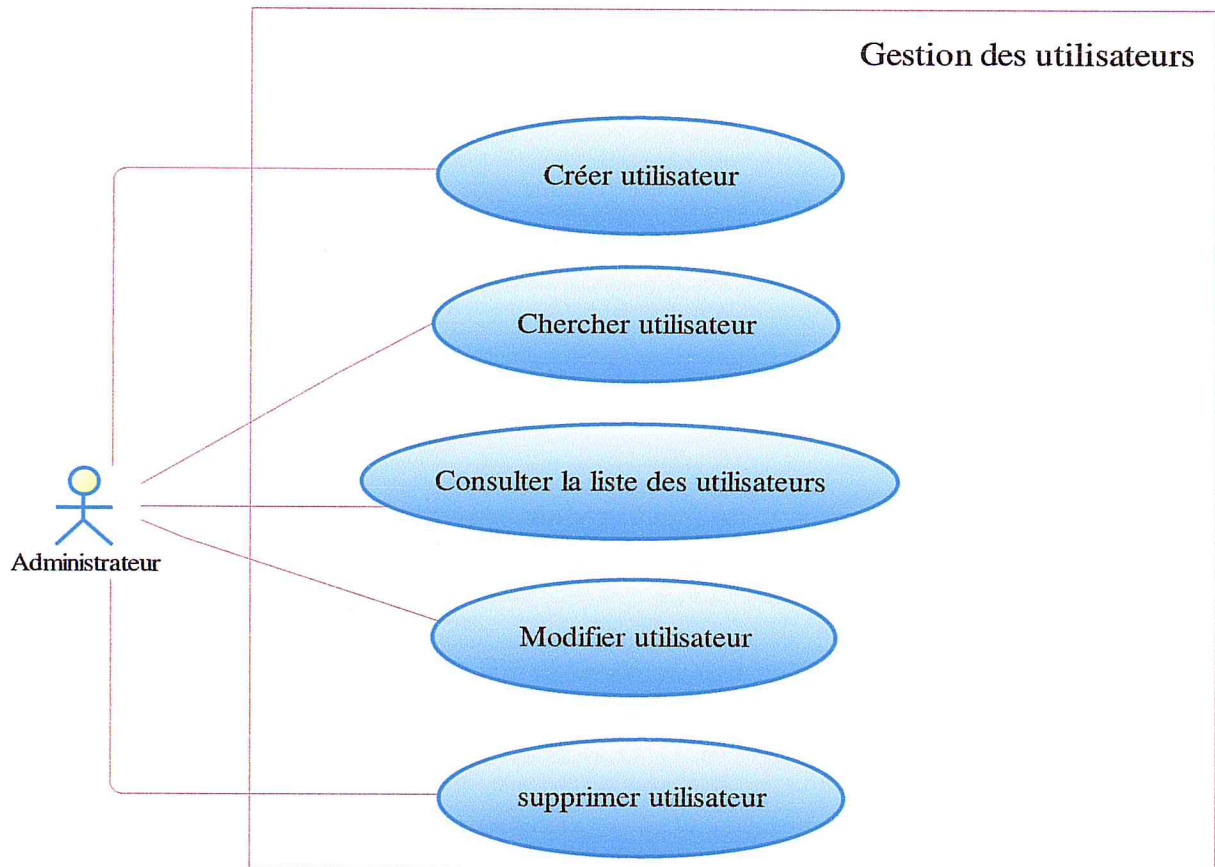 Gestion des utilisateurs
Créer utilisateur
Chercher utilisateur
Consulter la liste des utilisateurs
Administrateur
Modifier utilisateur
supprimer utilisateur